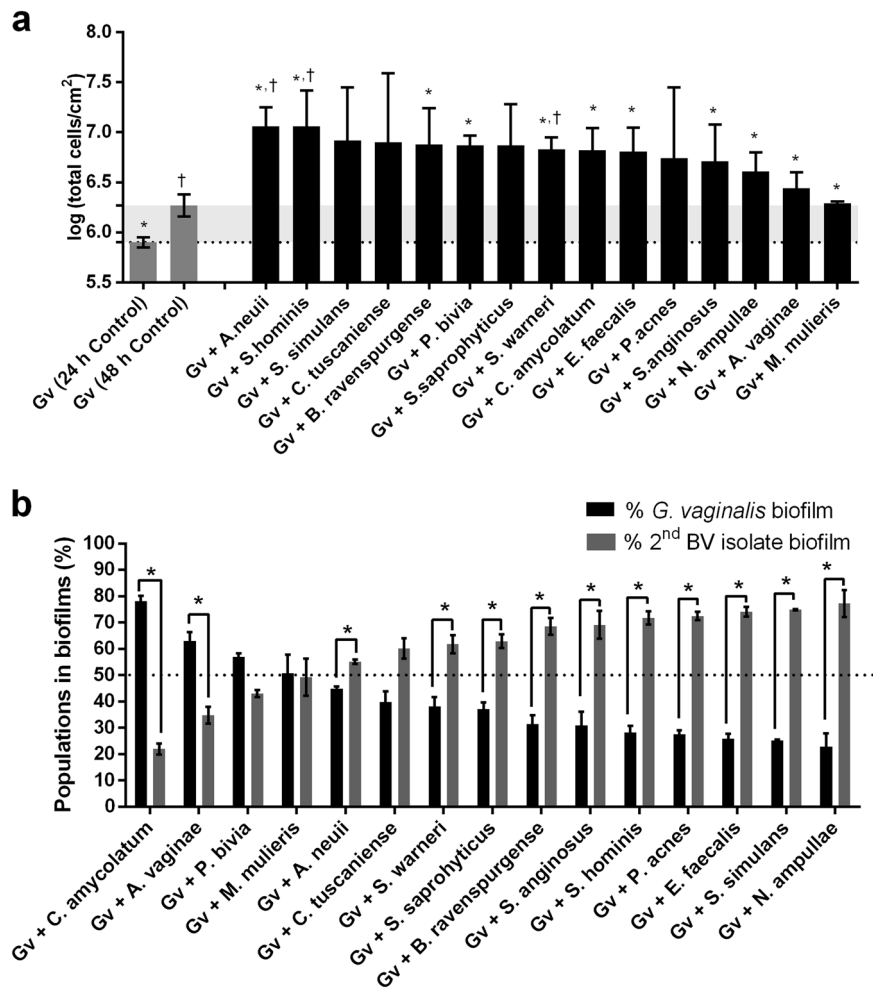 a
log (total cells/cm2)
8.0
7.5
7.0
6.5
6.0
5.5
*
†
*,†
*,†
*
*
*,†
*
*
*
*
*
*
Gv (24 h Control)
Gv (48 h Control)
Gv + A.neuii
Gv + S.hominis
Gv + S. simulans
Gv + C. tuscaniense
Gv + B. ravenspurgense
Gv + P. bivia
Gv + S.saprophyticus
Gv + S. warneri
Gv + C. amycolatum
Gv + E. faecalis
Gv + P.acnes
Gv + S.anginosus
Gv + N. ampullae
Gv + A. vaginae
Gv+ M. mulieris
b
% G. vaginalis biofilm
% 2nd BV isolate biofilm
Populations in biofilms (%)
100
90
80
70
60
50
40
30
20
10
0
*
*
*
*
*
*
*
*
*
*
*
*
Gv + C. amycolatum
Gv + A. vaginae
Gv + P. bivia
Gv + M. mulieris
Gv + A. neuii
Gv + C. tuscaniense
Gv + S. warneri
Gv + S. saprohyticus
Gv + B. ravenspurgense
Gv + S. anginosus
Gv + S. hominis
Gv + P. acnes
Gv + E. faecalis
Gv + S. simulans
Gv + N. ampullae